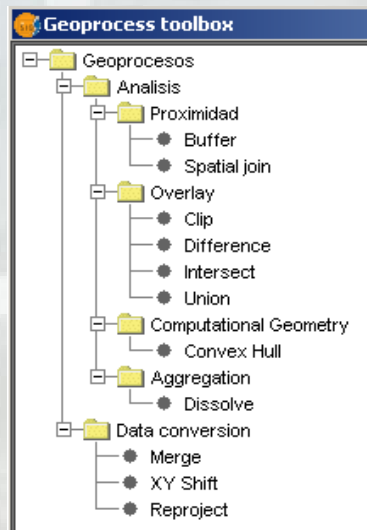 Geoprocess toolbox
Geoprocesos
Analisis
Proximidad
Buffer
Spatial join
Overlay
Clip
Difference
Intersect
Union
Computational Geometry
Convex Hull
Aggregation
Dissolve
Data conversion
Merge
XY Shift
Reproject